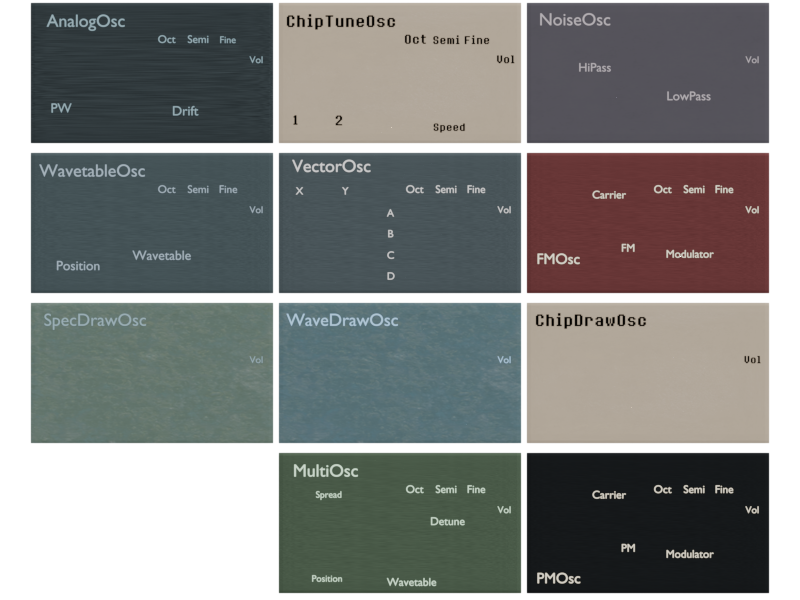 AnalogOsc
Oct Semi Fine
Vol
PW
Drift
ChipTuneOsc
Oct Semi Fine
Vol
1 2
Speed
NoiseOsc
Vol
HiPass
LowPass
WavetableOsc
Oct Semi Fine
Vol
Wavetable
Position
VectorOsc
X Y Oct Semi Fine
A Vol
B
C
D
Carrier Oct Semi Fine
Vol
FM Modulator
FMOsc
SpecDrawOsc
Vol
WaveDrawOsc
Vol
ChipDrawOsc
Vol
MultiOsc
Spread Oct Semi Fine
Vol
Detune
Position Wavetable
Carrier Oct Semi Fine
Vol
PM Modulator
PMOsc